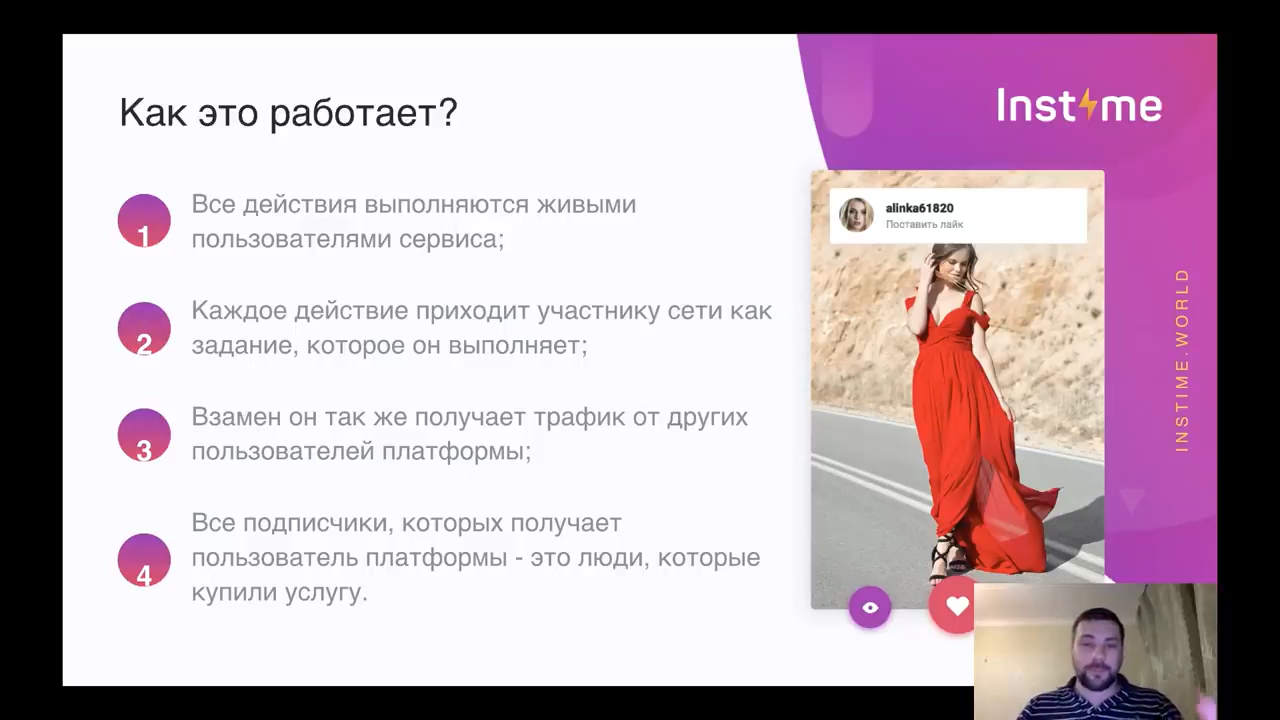 Как это работает?
Inst⚡me
1
Все действия выполняются живыми
пользователями сервиса;
2
Каждое действие приходит участнику сети как
задание, которое он выполняет;
3
Взамен он так же получает трафик от других
пользователей платформы;
4
Все подписчики, которых получает
пользователь платформы - это люди, которые
купили услугу.
alinka61820
Поставить лайк
INSTIME.WORLD